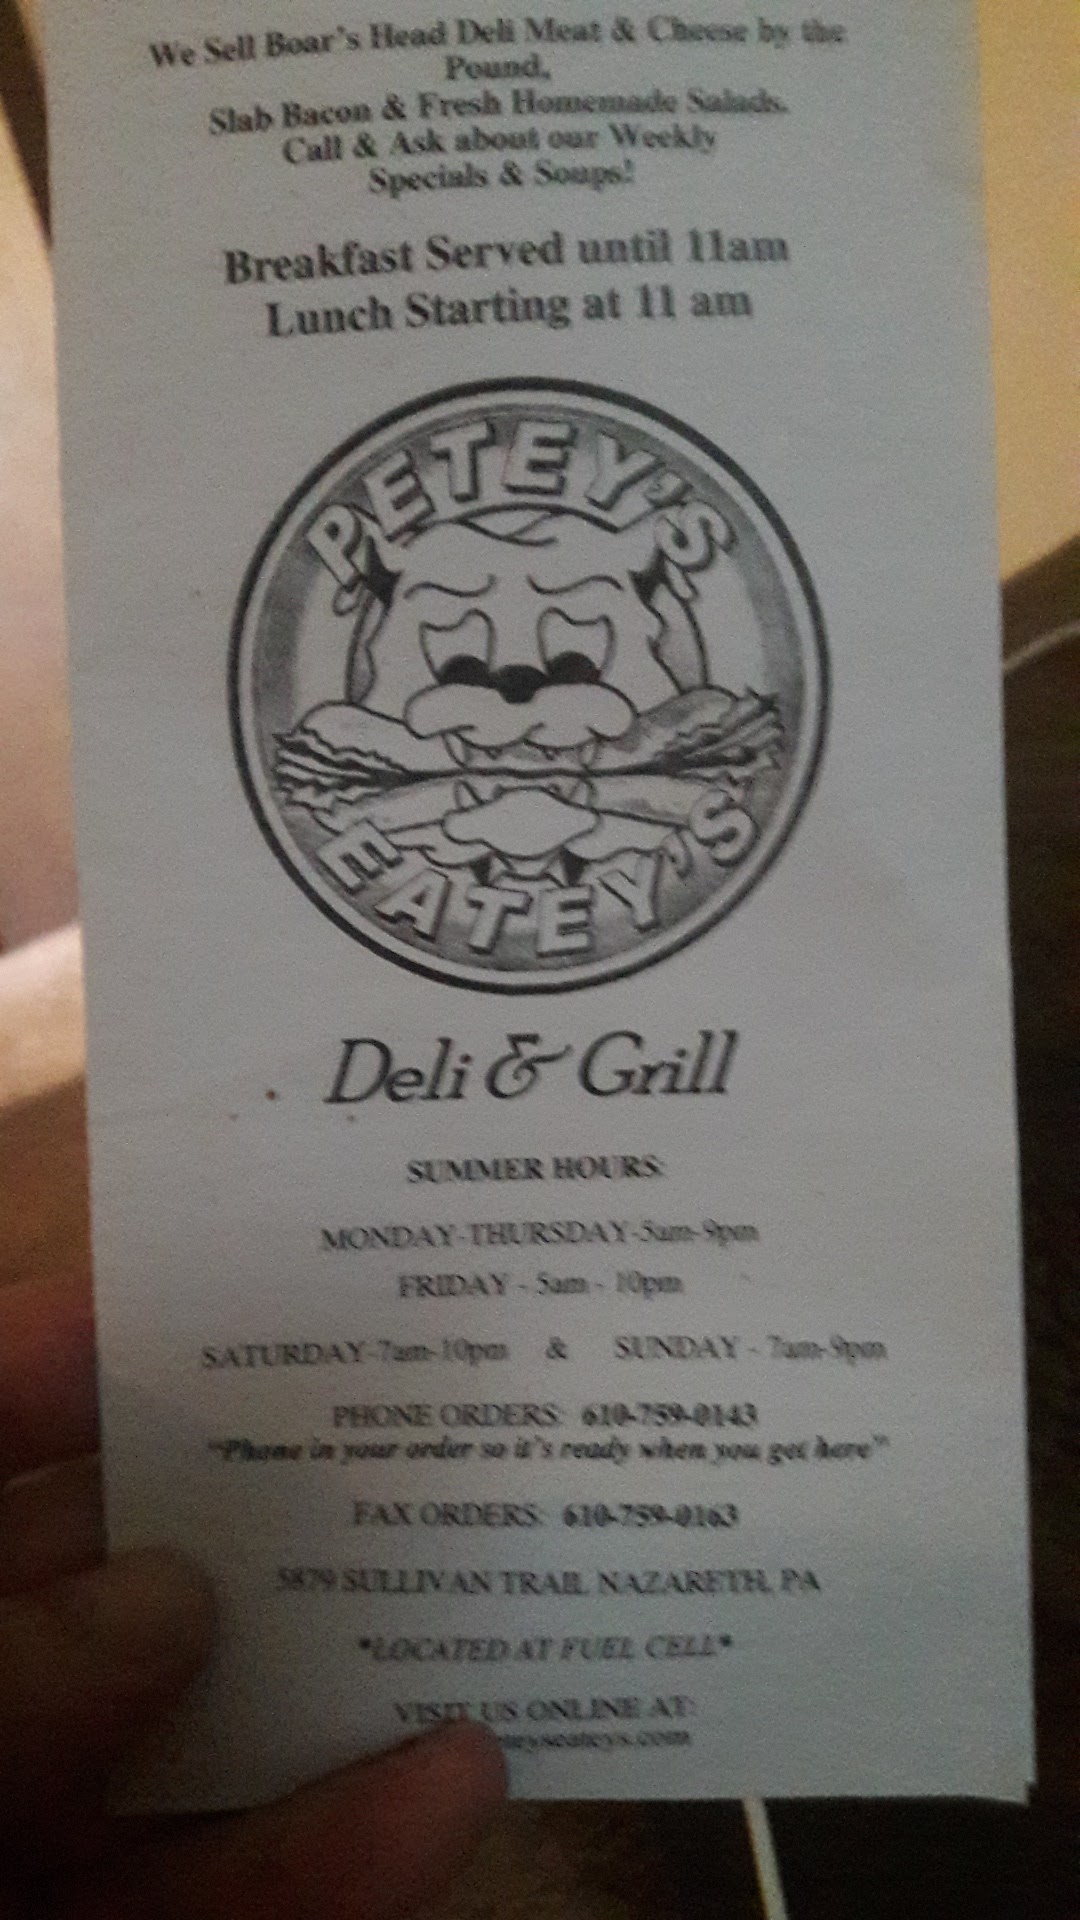 We Sell Boar's Head Deli Meat & Cheese by the
Pound.
Slab Bacon & Fresh Homemade Salads.
Call & Ask about our Weekly
Specials & Soups!
Breakfast Served until 11am
Lunch Starting at 11 am
PETEY'S
EATEY'S
Deli & Grill
SUMMER HOURS:
MONDAY-THURSDAY-5am-9pm
FRIDAY - 5am - 10pm
SATURDAY-7am-10pm & SUNDAY - 7am-9pm
PHONE ORDERS: 610-759-0143
"Phone in your order so it's ready when you get here"
FAX ORDERS: 610-759-0163
5879 SULLIVAN TRAIL NAZARETH, PA
*LOCATED AT FUEL CELL*
VISIT US ONLINE AT:
eteyseateys.com